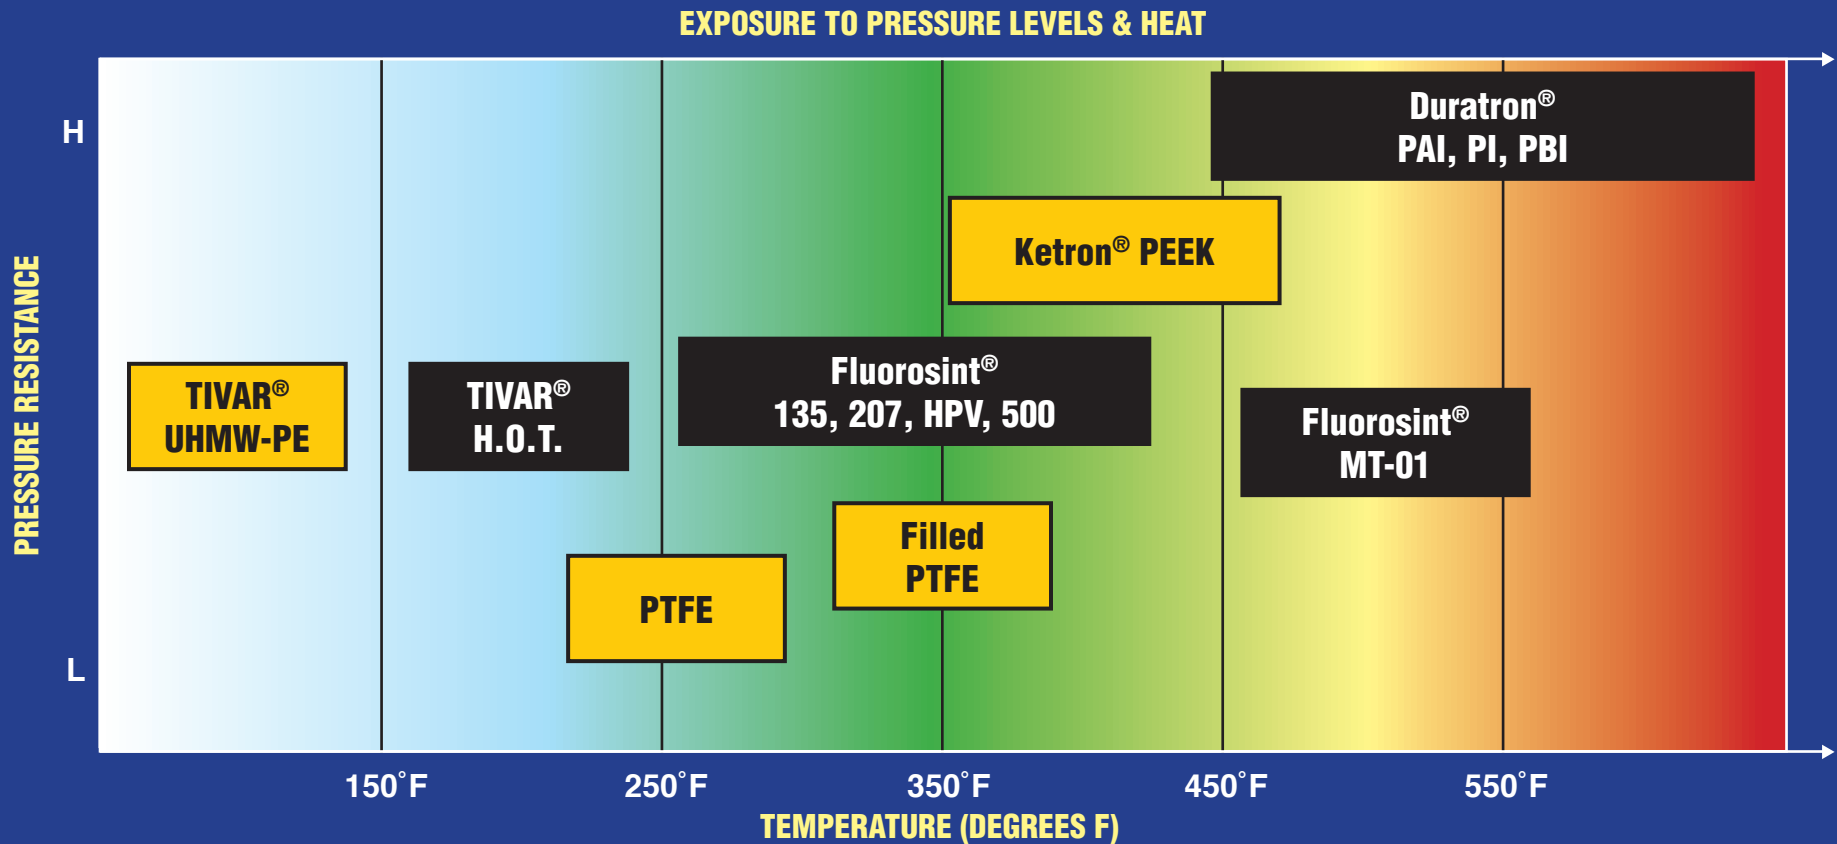 EXPOSURE TO PRESSURE LEVELS & HEAT
H
Duratron®
PAI, PI, PBI
Ketron® PEEK
PRESSURE RESISTANCE
TIVAR®
UHMW-PE
TIVAR®
H.O.T.
Fluorosint®
135, 207, HPV, 500
Fluorosint®
MT-01
Filled
PTFE
PTFE
L
150°F
250°F
350°F
450°F
550°F
TEMPERATURE (DEGREES F)